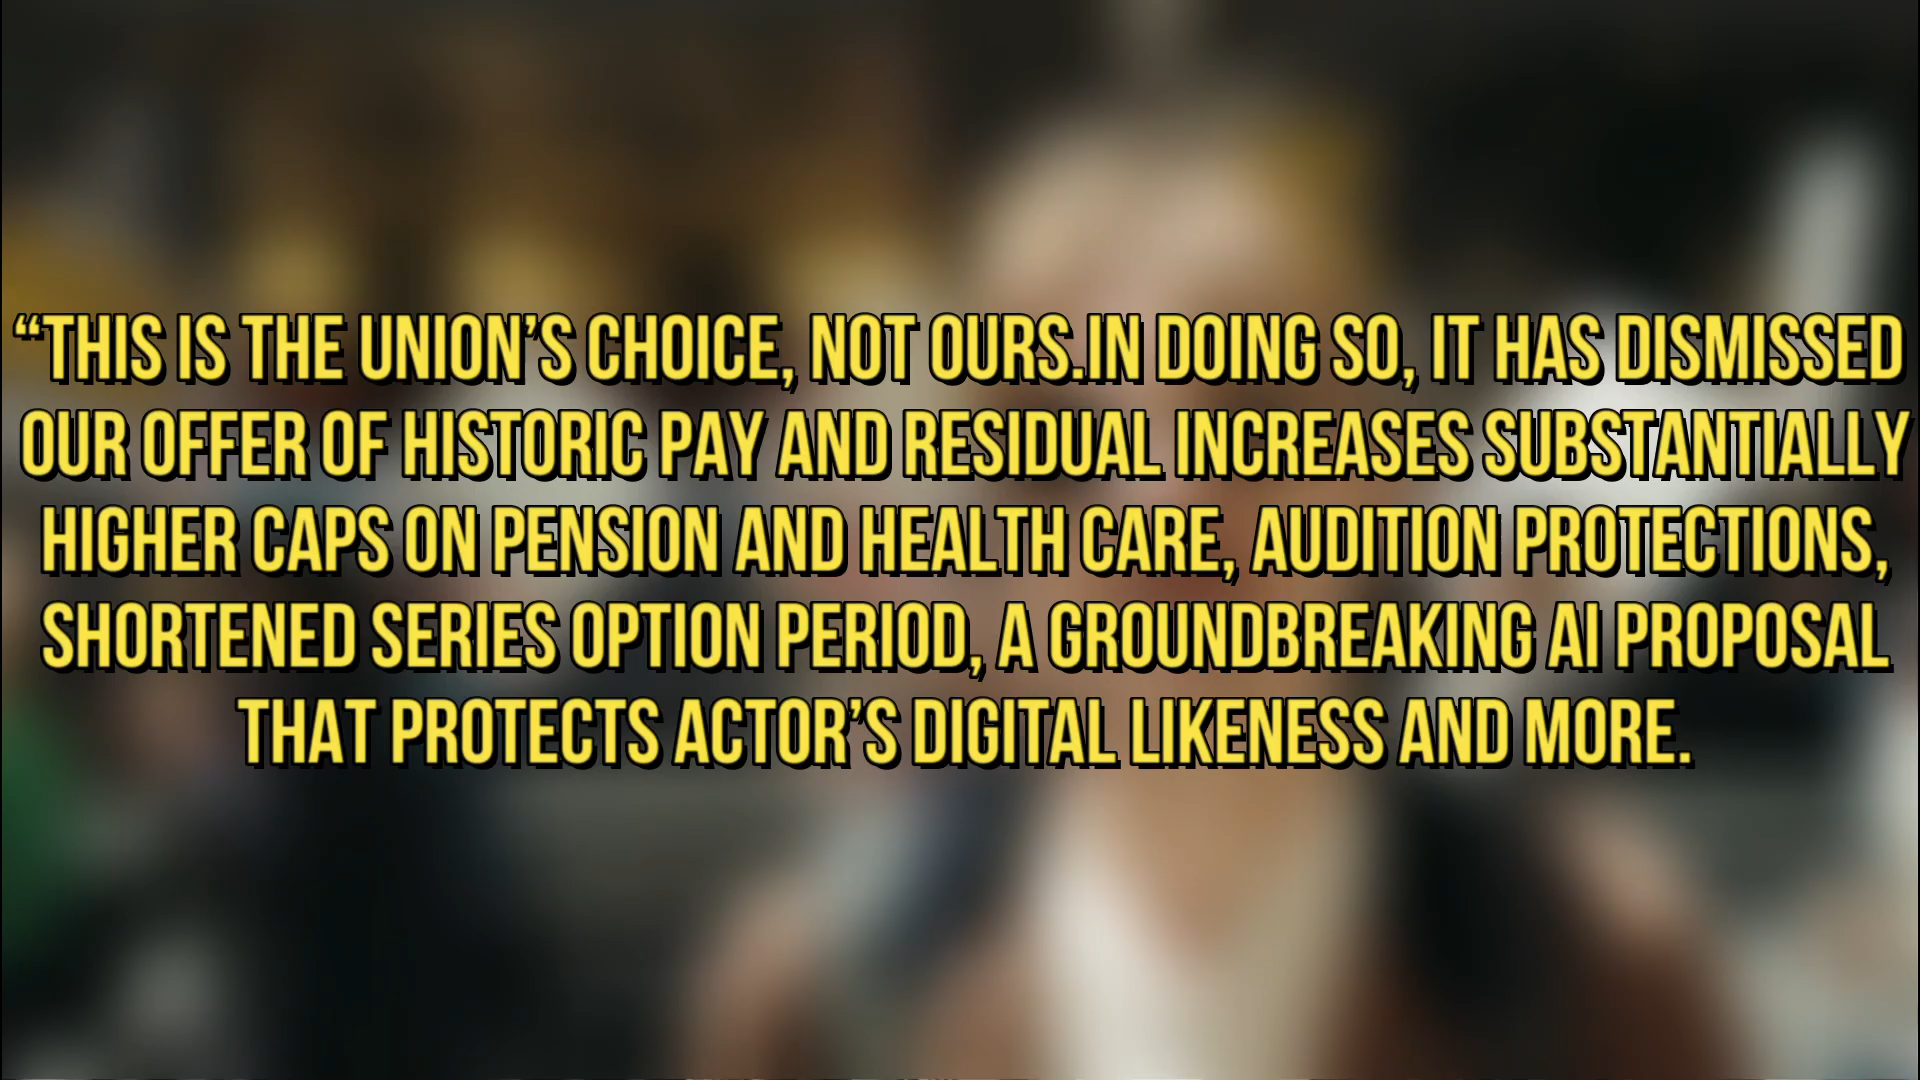 “THIS IS THE UNION’S CHOICE, NOT OURS.IN DOING SO, IT HAS DISMISSED
OUR OFFER OF HISTORIC PAY AND RESIDUAL INCREASES SUBSTANTIALLY
HIGHER CAPS ON PENSION AND HEALTH CARE, AUDITION PROTECTIONS,
SHORTENED SERIES OPTION PERIOD, A GROUNDBREAKING AI PROPOSAL
THAT PROTECTS ACTOR’S DIGITAL LIKENESS AND MORE.